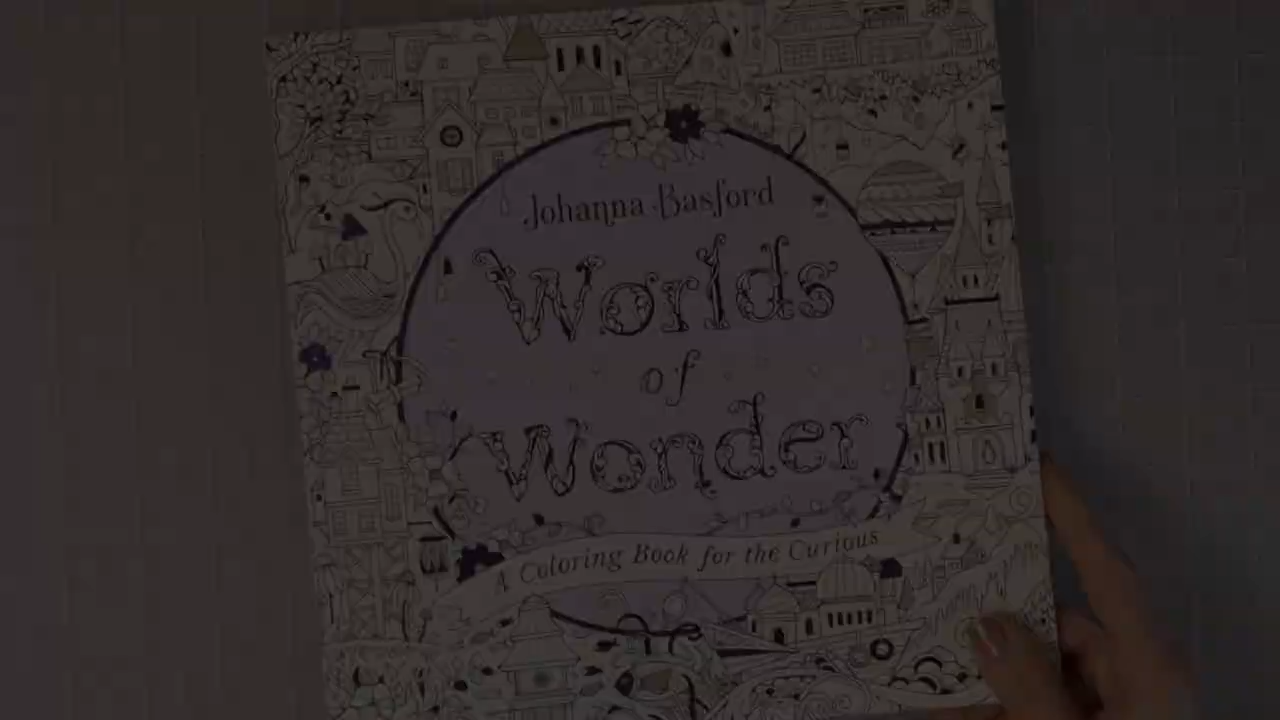 Johanna Basford
Worlds
of
Wonder
A Coloring Book for the Curious